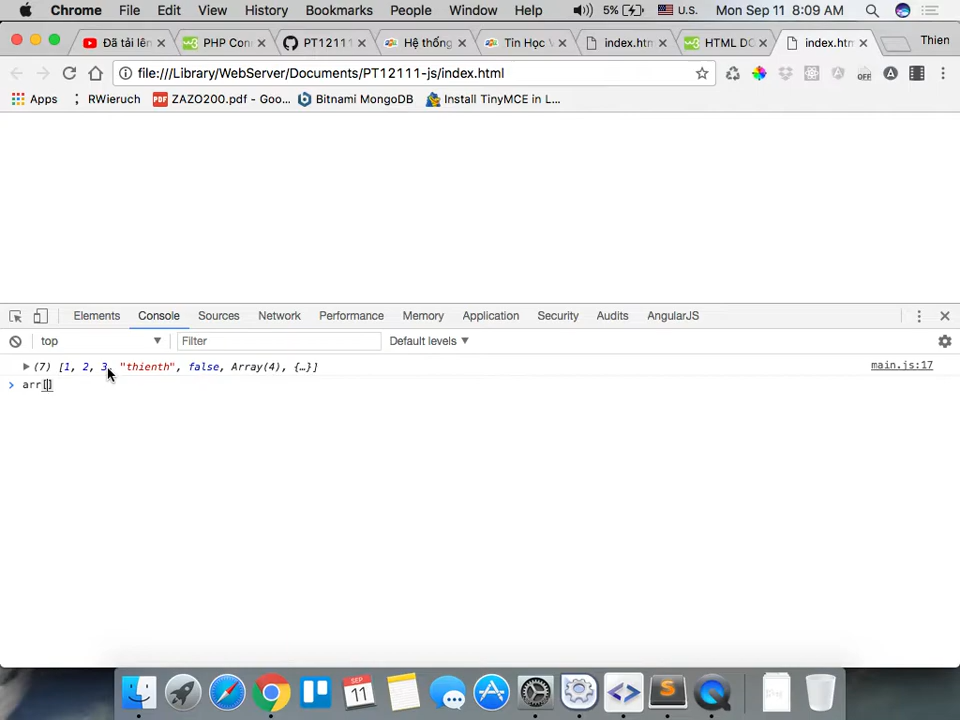 Chrome File Edit View History Bookmarks People Window Help 5% U.S. Mon Sep 11 8:09 AM
Đã tải lên PHP Con PT1211 Hệ thống Tin Học index.htm HTML DO index.htm Thien
file:///Library/WebServer/Documents/PT12111-js/index.html OFF
Apps RWieruch ZAZO200.pdf - Goo... Bitnami MongoDB Install TinyMCE in L...
Elements Console Sources Network Performance Memory Application Security Audits AngularJS
top Filter Default levels
(7) [1, 2, 3, "thienth", false, Array(4), {…}] main.js:17
arr[]
SEP
11